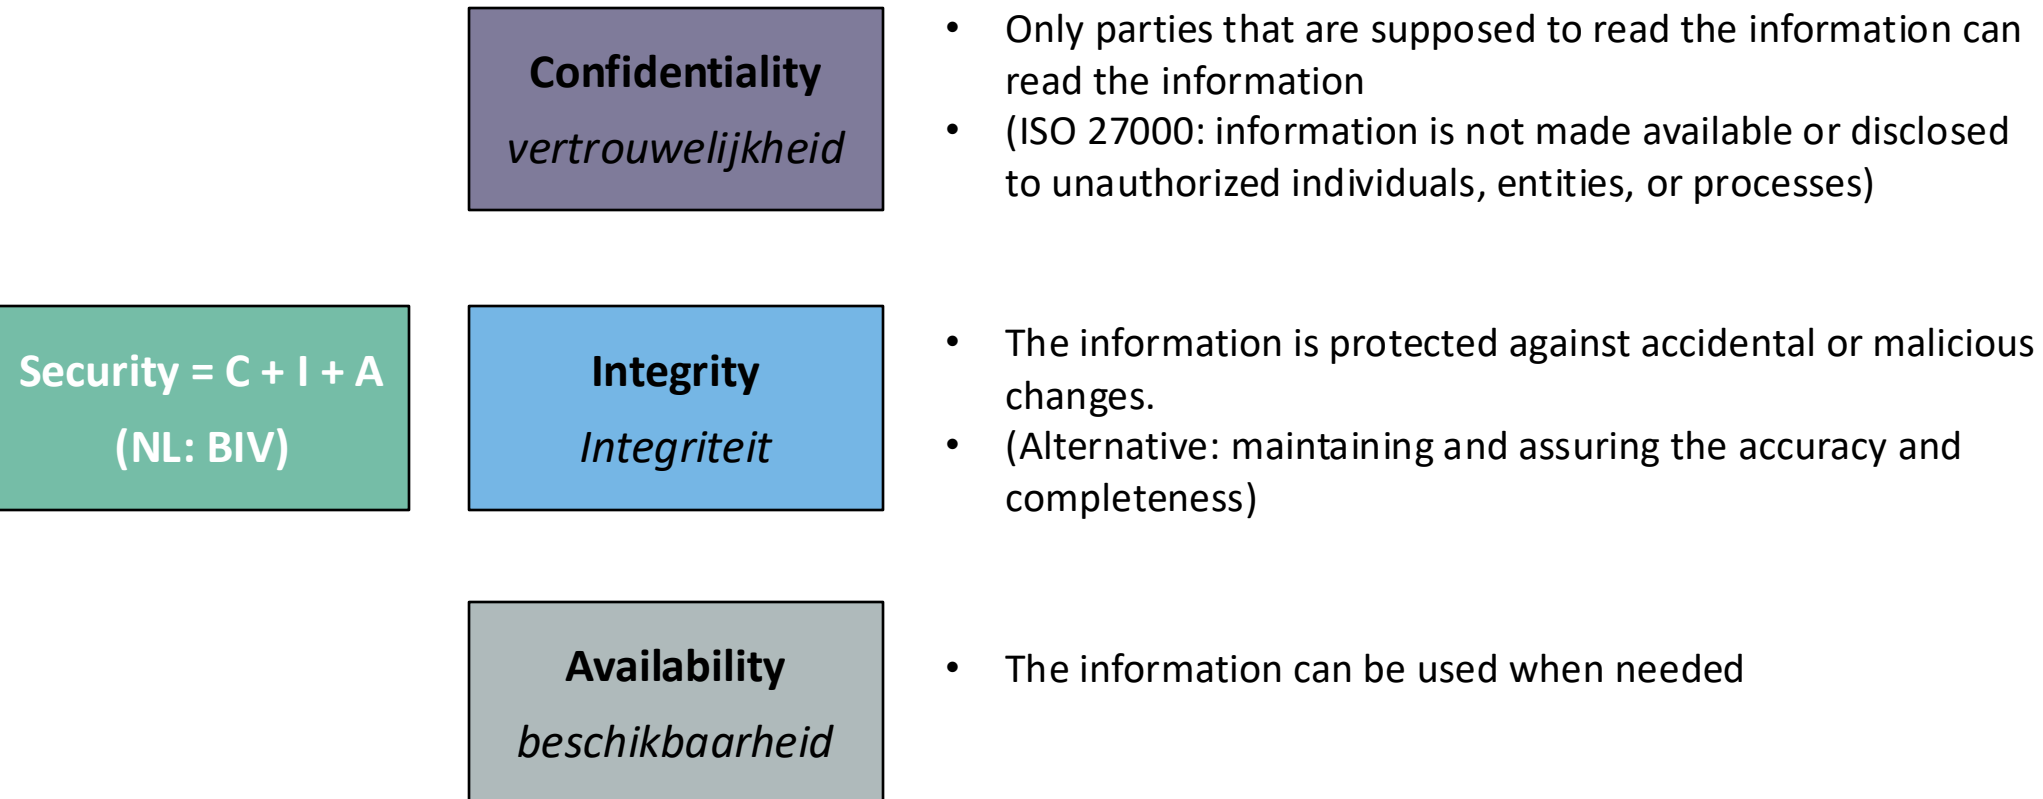 Confidentiality
vertrouwelijkheid
• Only parties that are supposed to read the information can
read the information
• (ISO 27000: information is not made available or disclosed
to unauthorized individuals, entities, or processes)
Security = C + I + A
(NL: BIV)
Integrity
Integriteit
• The information is protected against accidental or malicious
changes.
• (Alternative: maintaining and assuring the accuracy and
completeness)
Availability
beschikbaarheid
• The information can be used when needed